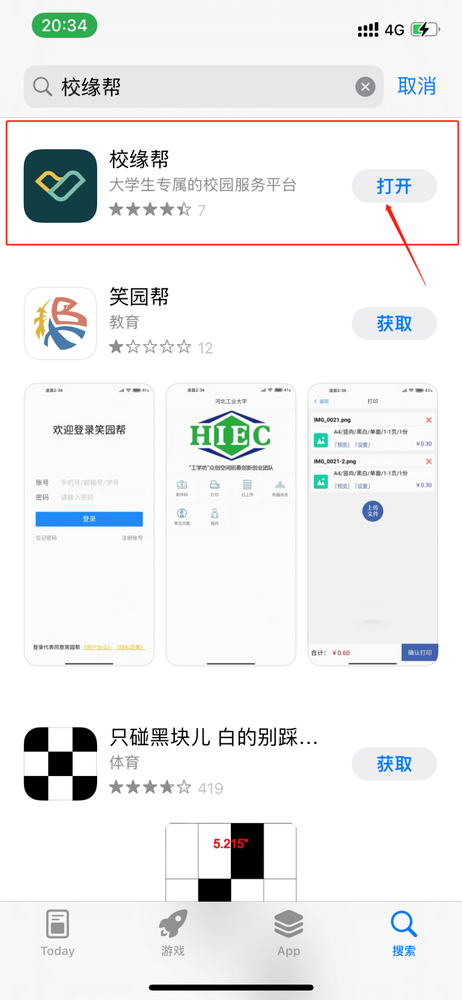 20:34
4G
校缘帮
取消
校缘帮
大学生专属的校园服务平台
打开
7
笑园帮
教育
获取
12
凌晨2:36
41%
欢迎登录笑园帮
账号 手机号/邮箱号/学号
密码 请输入密码
登录
忘记密码 注册账号
登录代表同意笑园帮《用户协议》《隐私政策》
凌晨2:36
41%
河北工业大学
HIEC
"工学坊"众创空间招募创新创业团队
取件码 打印 已上传 机器状态
常见问题 我的
凌晨2:36
43%
返回 打印
IMG_0021.png
A4/竖向/黑白/单面/1-1页/1份
「预览」「设置」 ¥0.30
IMG_0021-2.png
A4/竖向/黑白/单面/1-1页/1份
「预览」「设置」 ¥0.30
上传
文件
合计: ¥0.60 确认打印
只碰黑块儿 白的别踩...
体育
获取
419
5.215"
Today 游戏 App 搜索